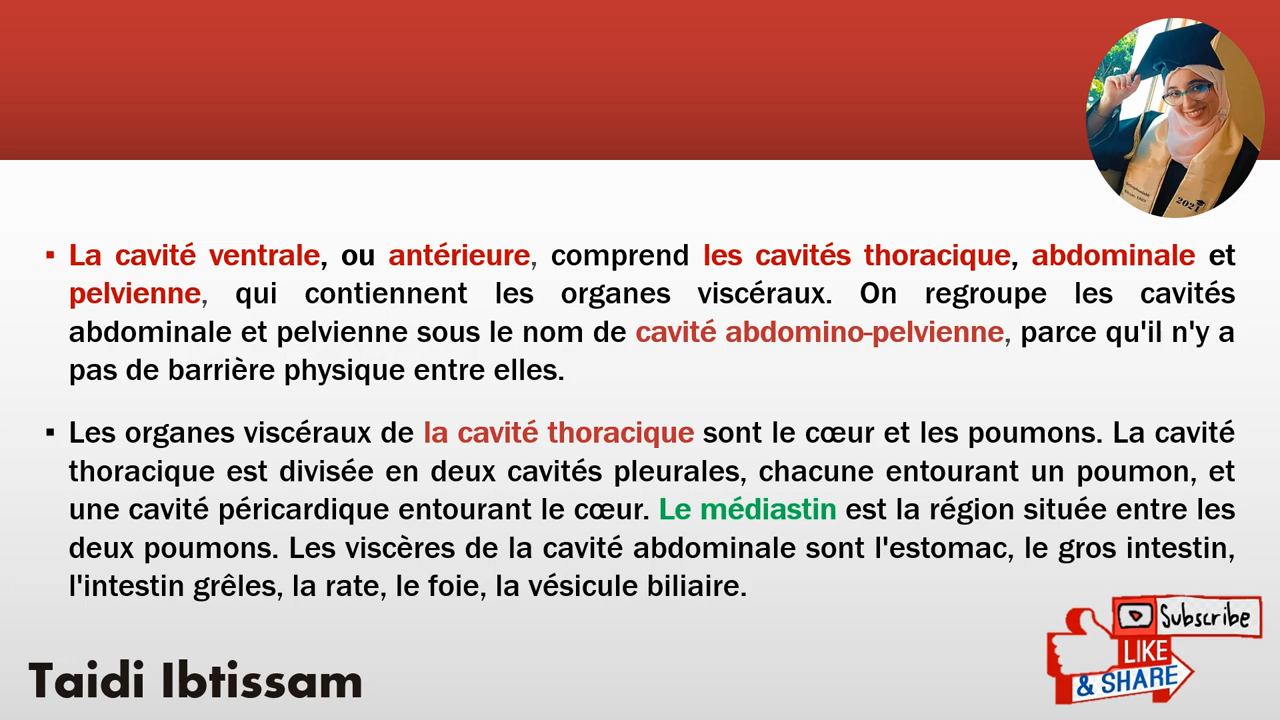 2021
▪ La cavité ventrale, ou antérieure, comprend les cavités thoracique, abdominale et
pelvienne, qui contiennent les organes viscéraux. On regroupe les cavités
abdominale et pelvienne sous le nom de cavité abdomino-pelvienne, parce qu'il n'y a
pas de barrière physique entre elles.
▪ Les organes viscéraux de la cavité thoracique sont le cœur et les poumons. La cavité
thoracique est divisée en deux cavités pleurales, chacune entourant un poumon, et
une cavité péricardique entourant le cœur. Le médiastin est la région située entre les
deux poumons. Les viscères de la cavité abdominale sont l'estomac, le gros intestin,
l'intestin grêles, la rate, le foie, la vésicule biliaire.
Subscribe
LIKE
& SHARE
Taidi Ibtissam